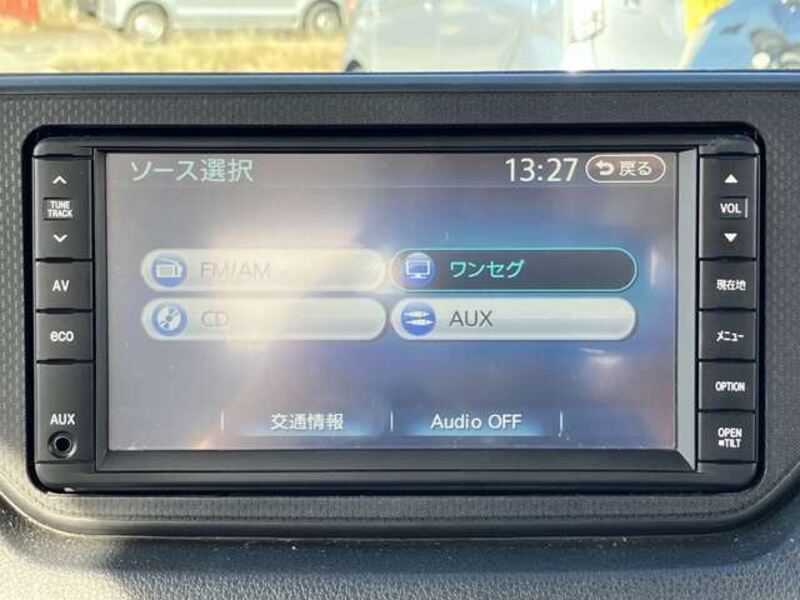 ソース選択
13:27
戻る
FM/AM
ワンセグ
CD
AUX
交通情報
Audio OFF
TUNE
TRACK
AV
eco
AUX
VOL
現在地
メニュー
OPTION
OPEN
TILT